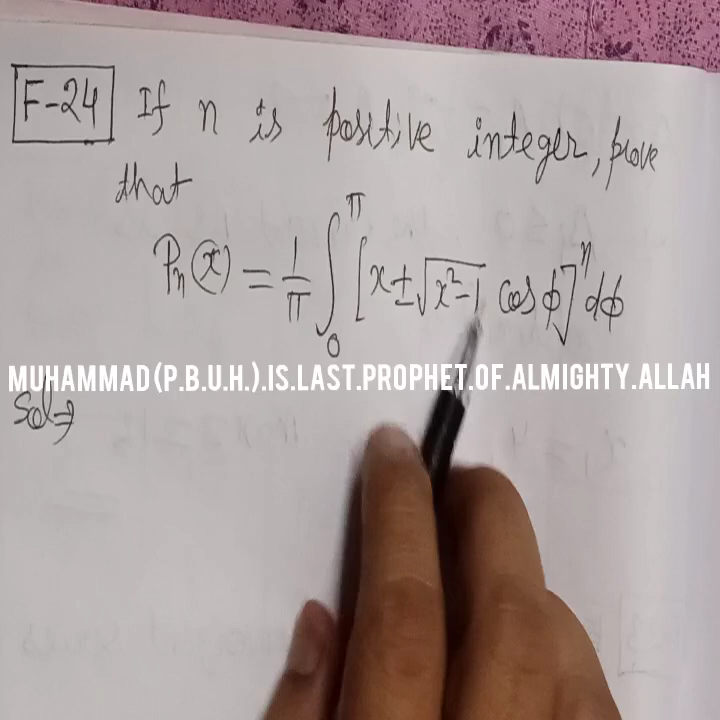 F-24 If n is positive integer, prove
that
Pn(x) = 1/π ∫₀^π [x ± √(x²-1) cos φ]ⁿ dφ
MUHAMMAD(P.B.U.H.).IS.LAST.PROPHET.OF.ALMIGHTY.ALLAH
Sol⇒